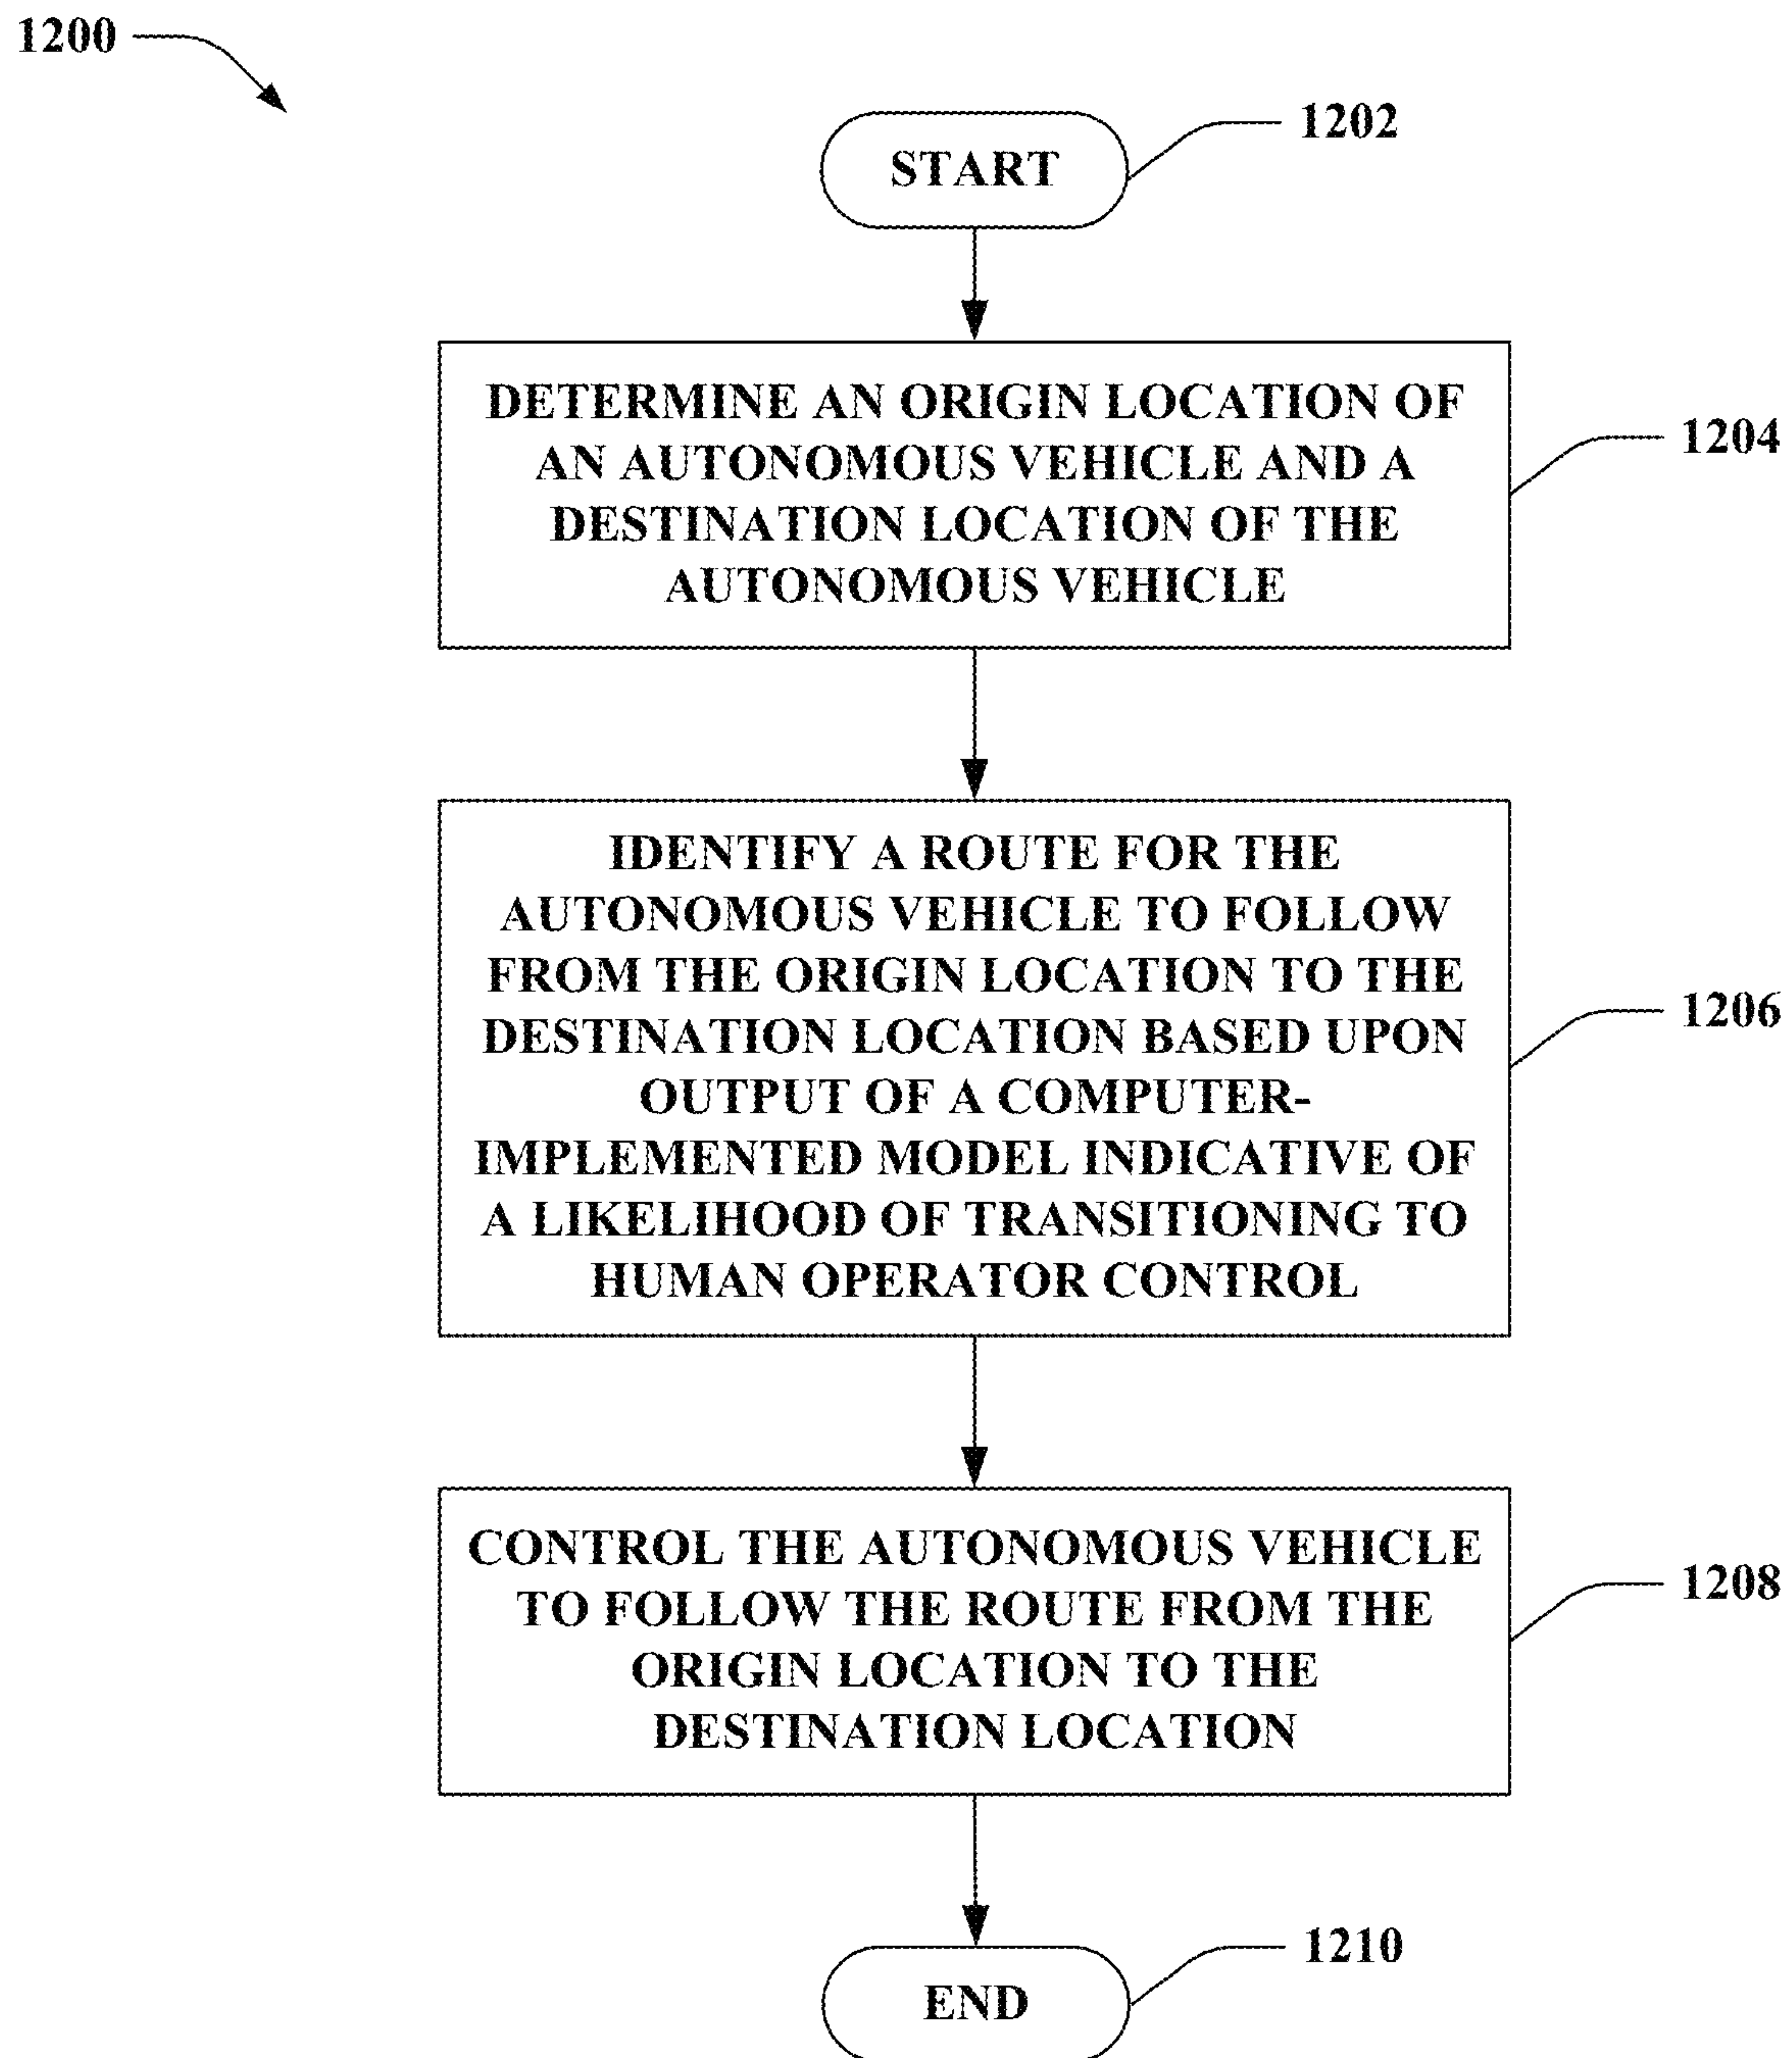 1200
1202
START
DETERMINE AN ORIGIN LOCATION OF
AN AUTONOMOUS VEHICLE AND A
DESTINATION LOCATION OF THE
AUTONOMOUS VEHICLE
1204
IDENTIFY A ROUTE FOR THE
AUTONOMOUS VEHICLE TO FOLLOW
FROM THE ORIGIN LOCATION TO THE
DESTINATION LOCATION BASED UPON
OUTPUT OF A COMPUTER-
IMPLEMENTED MODEL INDICATIVE OF
A LIKELIHOOD OF TRANSITIONING TO
HUMAN OPERATOR CONTROL
1206
CONTROL THE AUTONOMOUS VEHICLE
TO FOLLOW THE ROUTE FROM THE
ORIGIN LOCATION TO THE
DESTINATION LOCATION
1208
1210
END